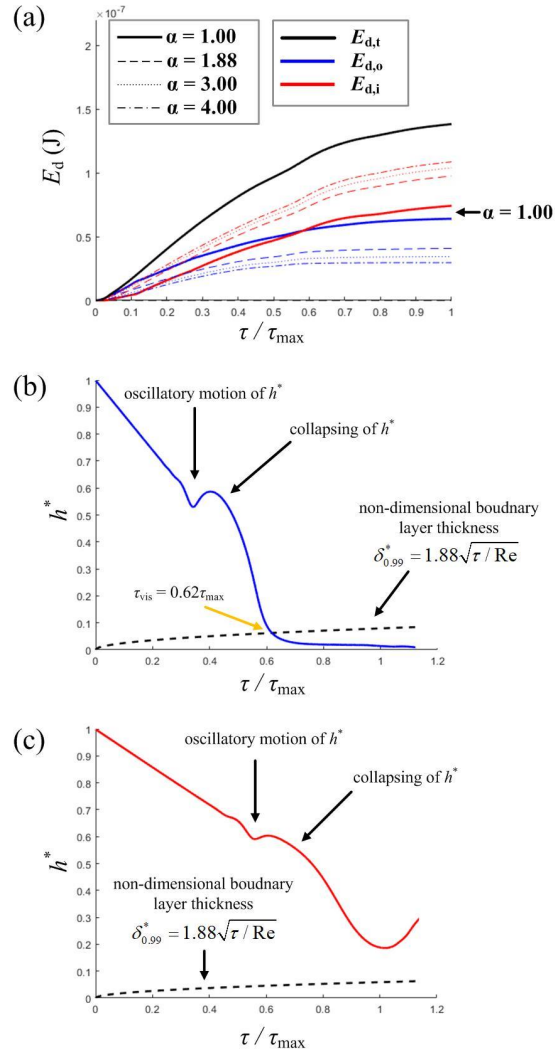 (a)
×10⁻⁷
2
1.5
1
0.5
0
E_d (J)
α = 1.00
α = 1.88
α = 3.00
α = 4.00
E_d,t
E_d,o
E_d,i
α = 1.00
0 0.1 0.2 0.3 0.4 0.5 0.6 0.7 0.8 0.9 1
τ / τ_max
(b)
1
0.9
0.8
0.7
0.6
0.5
0.4
0.3
0.2
0.1
0
h*
oscillatory motion of h*
collapsing of h*
non-dimensional boudnary
layer thickness
δ*_0.99 = 1.88√τ / Re
τ_vis = 0.62τ_max
0 0.2 0.4 0.6 0.8 1 1.2
τ / τ_max
(c)
1
0.9
0.8
0.7
0.6
0.5
0.4
0.3
0.2
0.1
0
h*
oscillatory motion of h*
collapsing of h*
non-dimensional boudnary
layer thickness
δ*_0.99 = 1.88√τ / Re
0 0.2 0.4 0.6 0.8 1 1.2
τ / τ_max